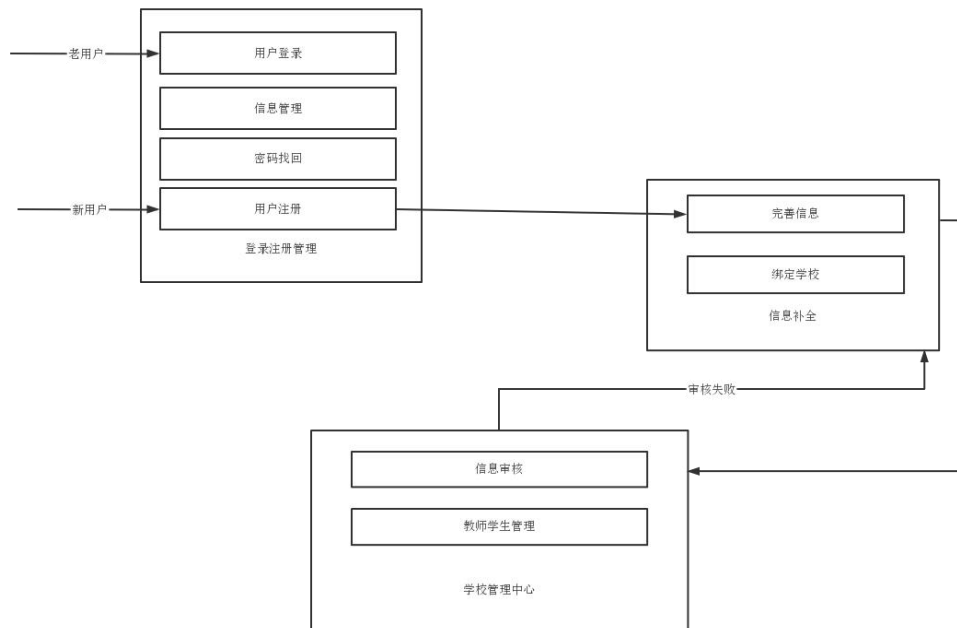 老用户
用户登录
信息管理
密码找回
新用户
用户注册
登录注册管理
完善信息
绑定学校
信息补全
审核失败
信息审核
教师学生管理
学校管理中心